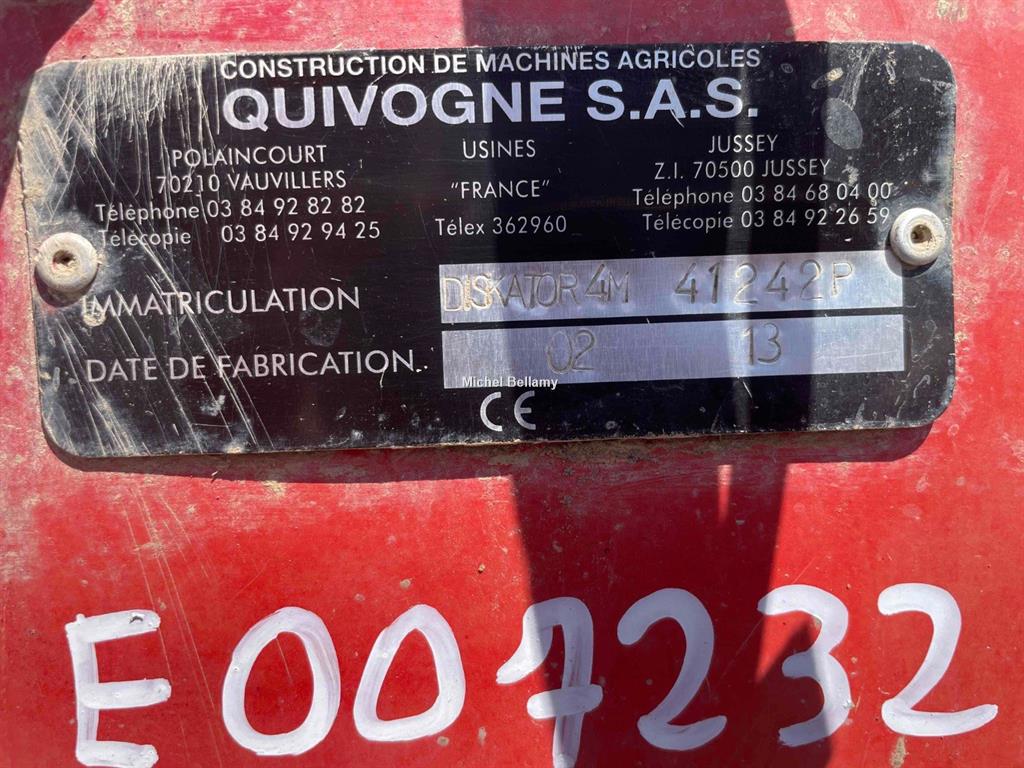 CONSTRUCTION DE MACHINES AGRICOLES
QUIVOGNE S.A.S.
POLAINCOURT USINES JUSSEY
70210 VAUVILLERS "FRANCE" Z.I. 70500 JUSSEY
Téléphone 03 84 92 82 82 Téléphone 03 84 68 04 00
Télécopie 03 84 92 94 25 Télex 362960 Télécopie 03 84 92 26 59
IMMATRICULATION DISKATOR 4M 41242P
DATE DE FABRICATION.. 02 13
Michel Bellamy
CE
E007232